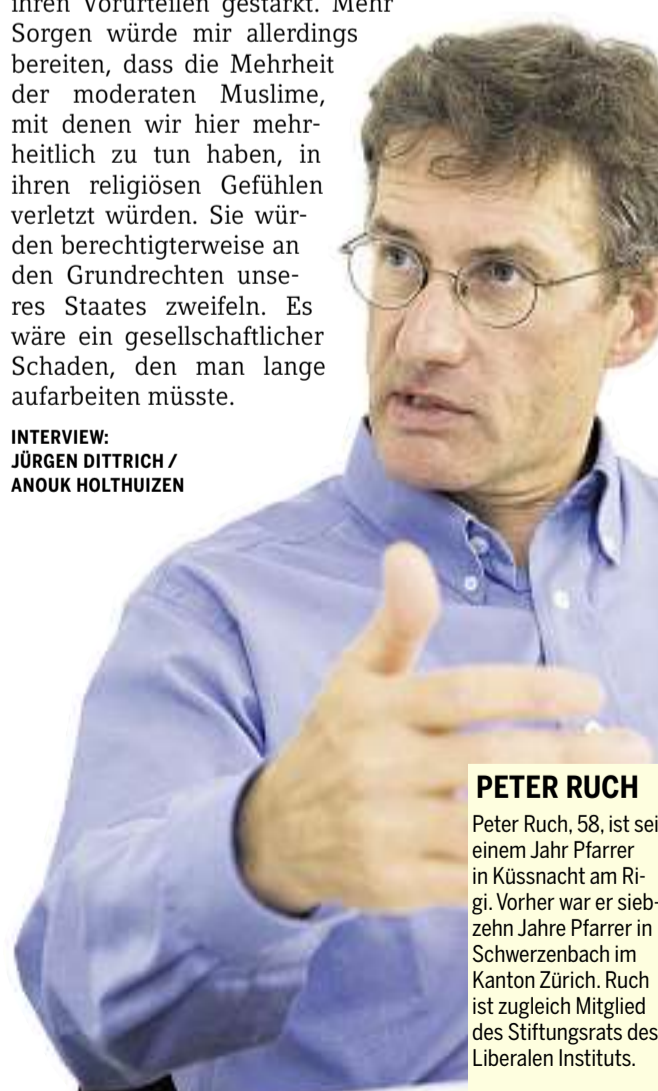 ihren Vorurteilen gestärkt. Mehr
Sorgen würde mir allerdings
bereiten, dass die Mehrheit
der moderaten Muslime,
mit denen wir hier mehr-
heitlich zu tun haben, in
ihren religiösen Gefühlen
verletzt würden. Sie wür-
den berechtigterweise an
den Grundrechten unse-
res Staates zweifeln. Es
wäre ein gesellschaftlicher
Schaden, den man lange
aufarbeiten müsste.
INTERVIEW:
JÜRGEN DITTRICH /
ANOUK HOLTHUIZEN
PETER RUCH
Peter Ruch, 58, ist sei
einem Jahr Pfarrer
in Küssnacht am Ri-
gi. Vorher war er sieb-
zehn Jahre Pfarrer in
Schwerzenbach im
Kanton Zürich. Ruch
ist zugleich Mitglied
des Stiftungsrats des
Liberalen Instituts.